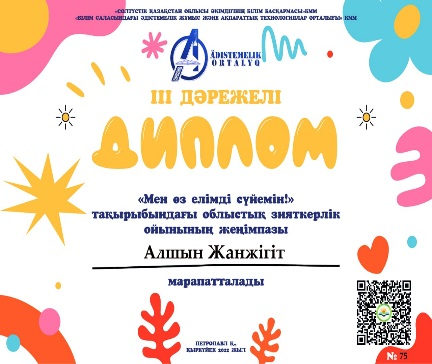 «СОЛТҮСТІК ҚАЗАҚСТАН ОБЛЫСЫ ӘКІМДІГІНІҢ БІЛІМ БАСҚАРМАСЫ» КММ
«БІЛІМ САЛАСЫНДАҒЫ ӘДІСТЕМЕЛІК ЖҰМЫС ЖӘНЕ АҚПАРАТТЫҚ ТЕХНОЛОГИЯЛАР ОРТАЛЫҒЫ» КММ
ÄDISTEMELIK
ORTALYQ
III ДӘРЕЖЕЛІ
ДИПЛОМ
«Мен өз елімді сүйемін!»
тақырыбындағы облыстық зияткерлік
ойынының жеңімпазы
Алшын Жанжігіт
марапатталады
ПЕТРОПАВЛ Қ.,
ҚЫРКҮЙЕК 2022 ЖЫЛ
№ 75